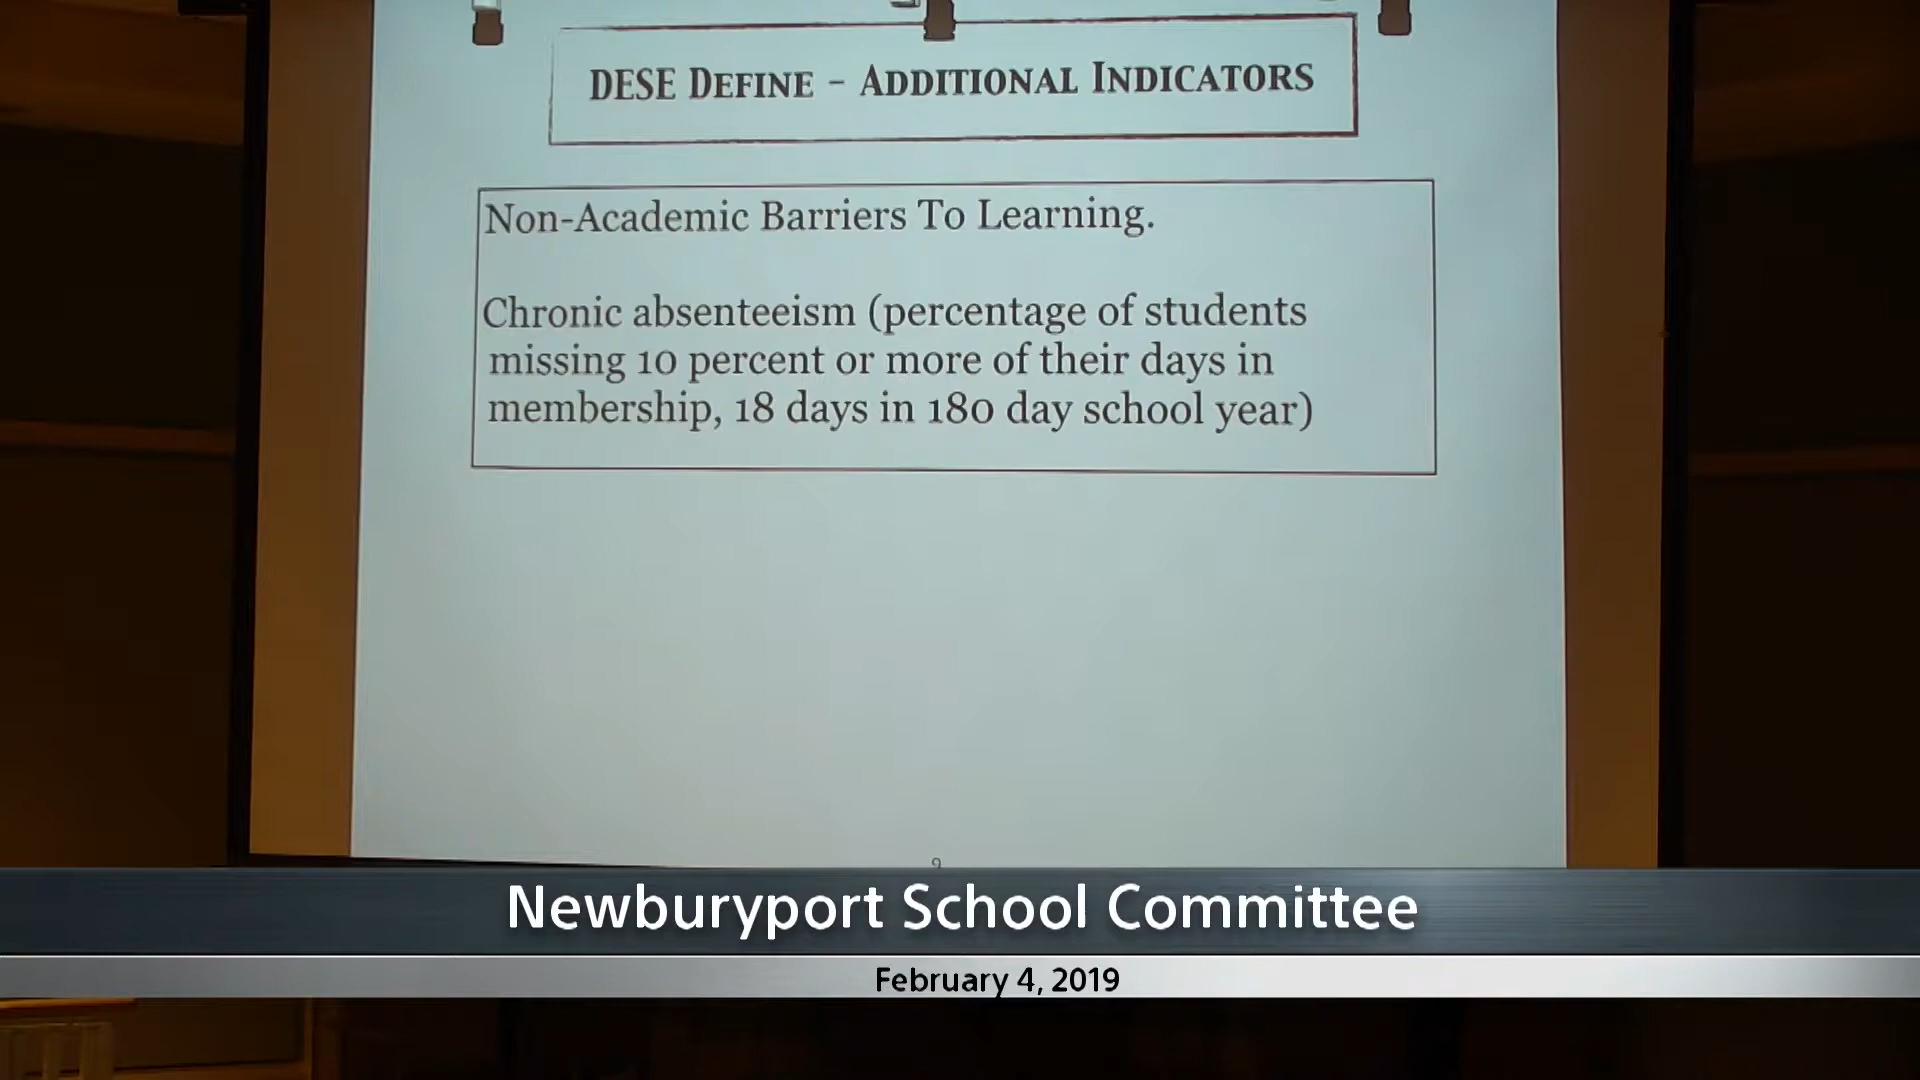 DESE DEFINE - ADDITIONAL INDICATORS
Non-Academic Barriers To Learning.
Chronic absenteeism (percentage of students
missing 10 percent or more of their days in
membership, 18 days in 180 day school year)
9
Newburyport School Committee
February 4, 2019